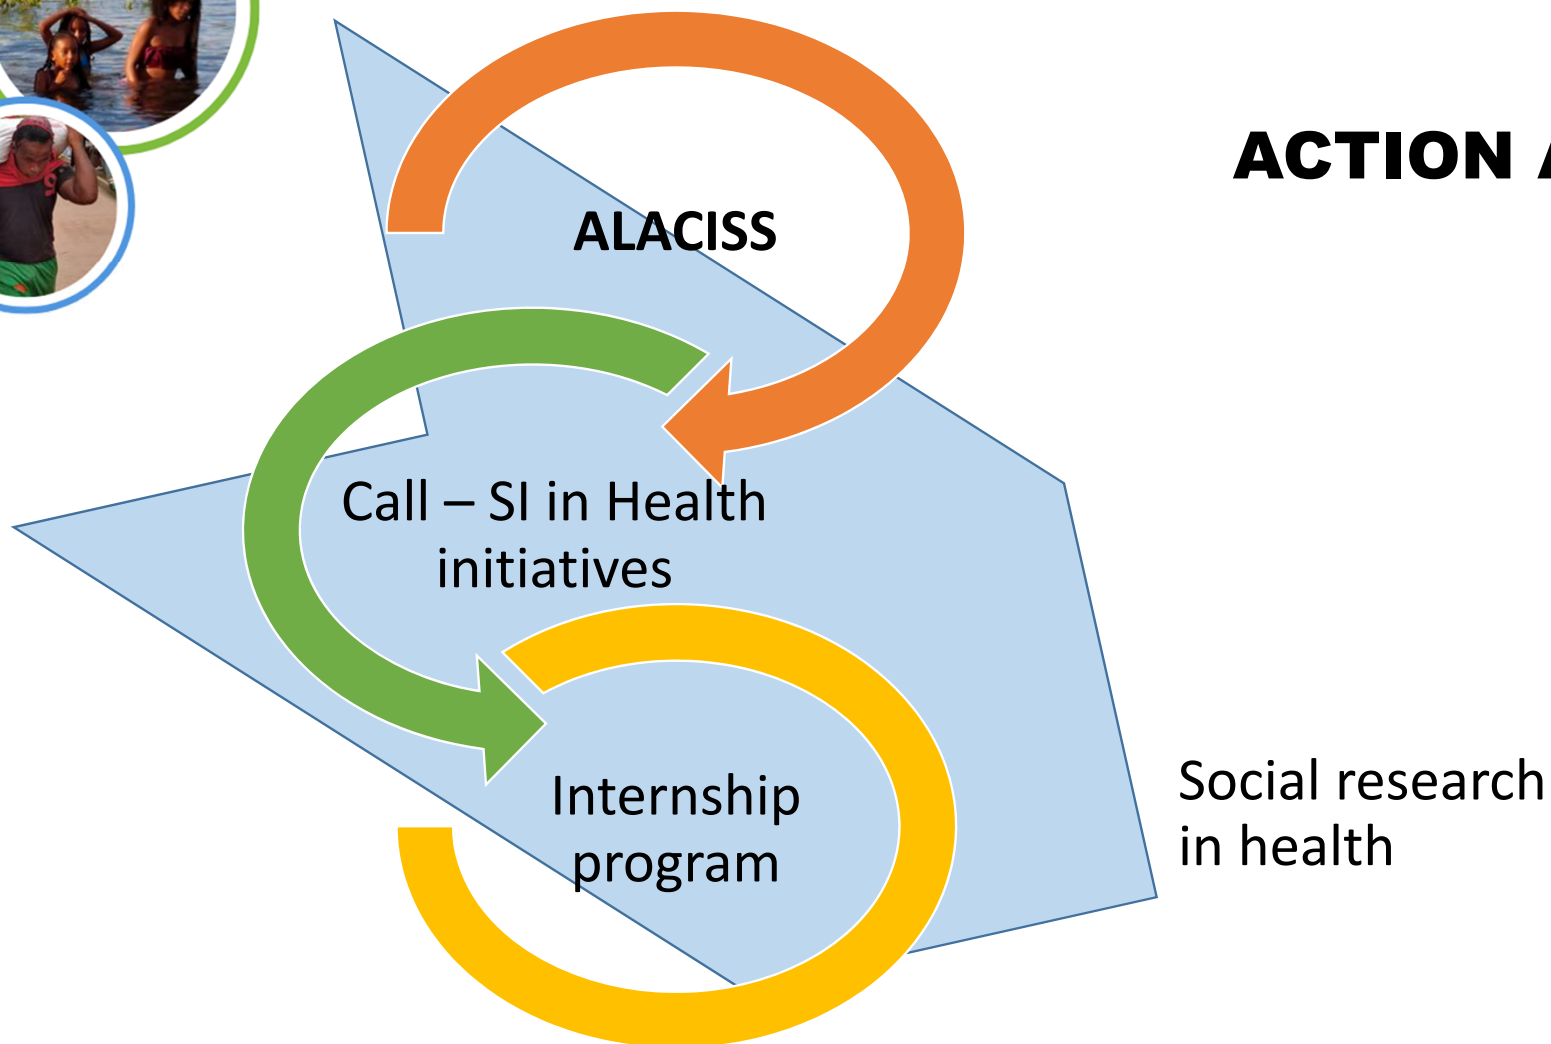 ACTION A
ALACISS
Call – SI in Health
initiatives
Internship
program
Social research
in health